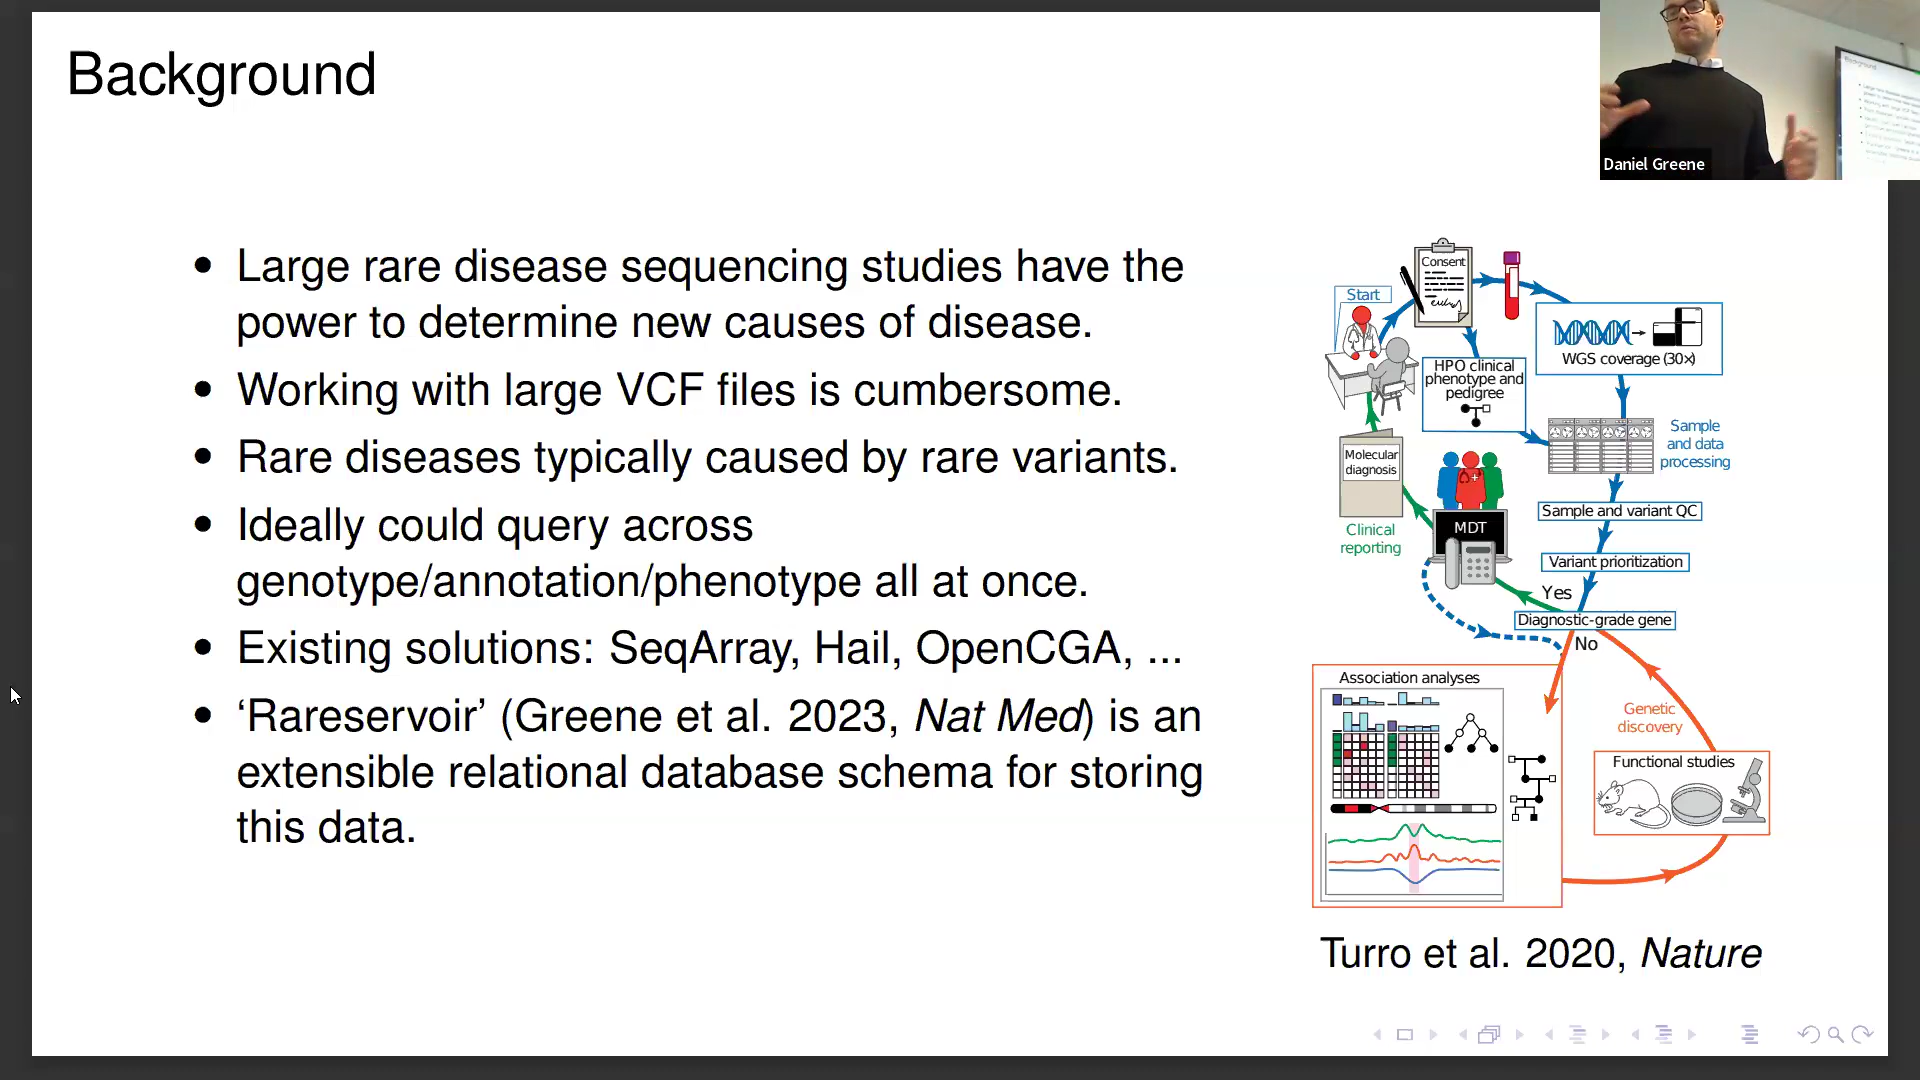 Background
Daniel Greene
• Large rare disease sequencing studies have the
power to determine new causes of disease.
• Working with large VCF files is cumbersome.
• Rare diseases typically caused by rare variants.
• Ideally could query across
genotype/annotation/phenotype all at once.
• Existing solutions: SeqArray, Hail, OpenCGA, ...
• ‘Rareservoir’ (Greene et al. 2023, Nat Med) is an
extensible relational database schema for storing
this data.
Start
Consent
WGS coverage (30×)
HPO clinical
phenotype and
pedigree
Sample
and data
processing
Molecular
diagnosis
Clinical
reporting
MDT
Sample and variant QC
Variant prioritization
Yes
Diagnostic-grade gene
No
Association analyses
Genetic
discovery
Functional studies
Turro et al. 2020, Nature